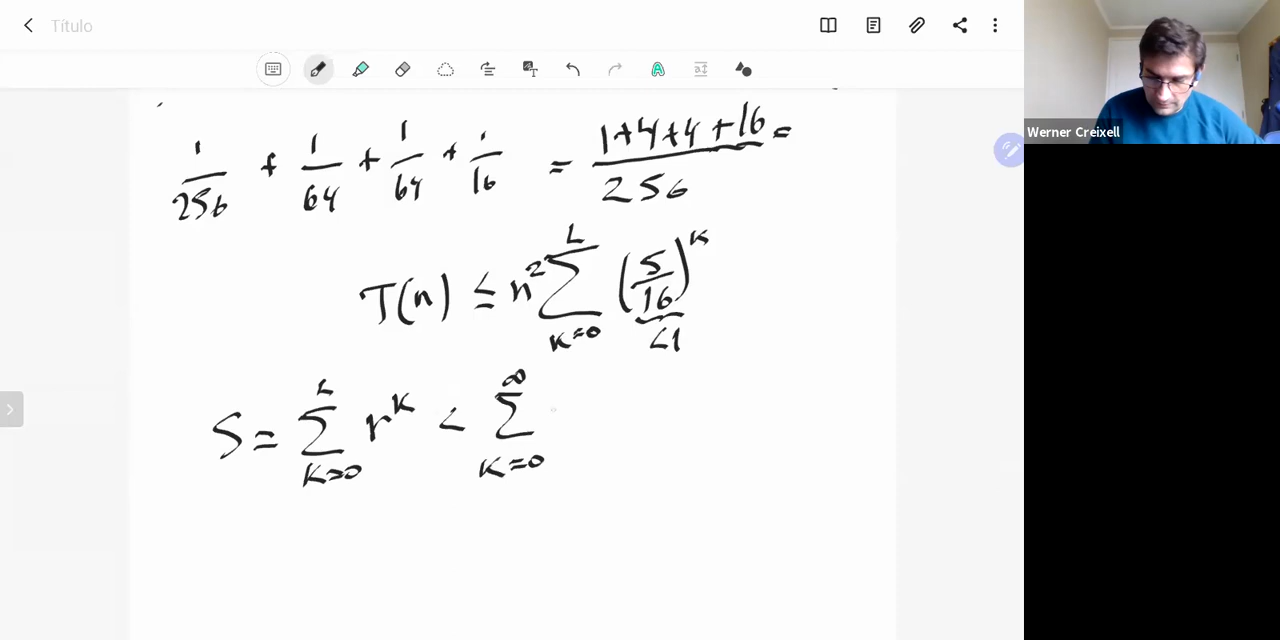 Título
Werner Creixell
1/256 + 1/64 + 1/64 + 1/16 = (1+4+4+16)/256 =
T(n) ≤ n² Σ_{k=0}^{L} (5/16)^k
<1
S = Σ_{k=0}^{L} r^k < Σ_{k=0}^{∞}